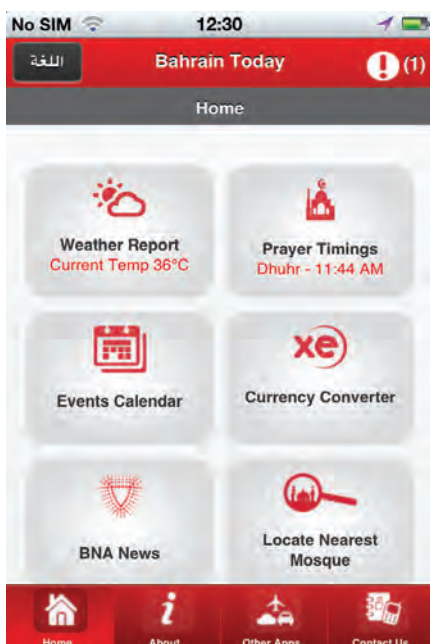 No SIM 12:30
اللغة Bahrain Today (1)
Home
Weather Report
Current Temp 36°C
Prayer Timings
Dhuhr - 11:44 AM
Events Calendar
xe
Currency Converter
BNA News
Locate Nearest
Mosque
Home About Other Apps Contact Us